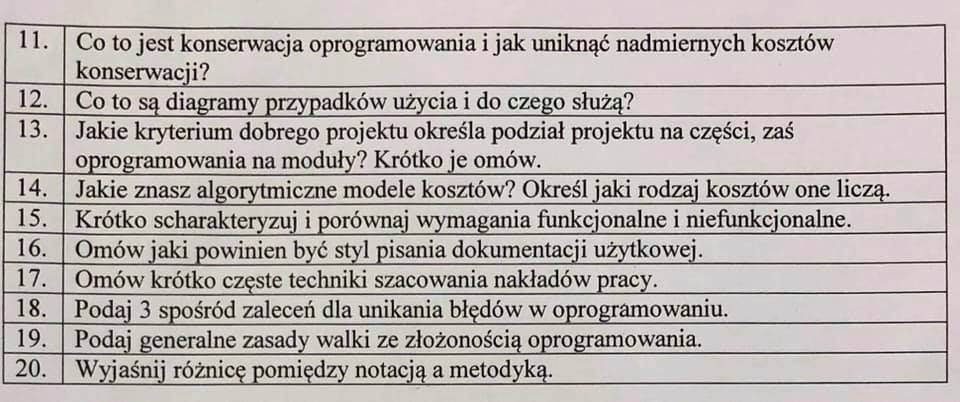 11. Co to jest konserwacja oprogramowania i jak uniknąć nadmiernych kosztów
konserwacji?
12. Co to są diagramy przypadków użycia i do czego służą?
13. Jakie kryterium dobrego projektu określa podział projektu na części, zaś
oprogramowania na moduły? Krótko je omów.
14. Jakie znasz algorytmiczne modele kosztów? Określ jaki rodzaj kosztów one liczą.
15. Krótko scharakteryzuj i porównaj wymagania funkcjonalne i niefunkcjonalne.
16. Omów jaki powinien być styl pisania dokumentacji użytkowej.
17. Omów krótko częste techniki szacowania nakładów pracy.
18. Podaj 3 spośród zaleceń dla unikania błędów w oprogramowaniu.
19. Podaj generalne zasady walki ze złożonością oprogramowania.
20. Wyjaśnij różnicę pomiędzy notacją a metodyką.